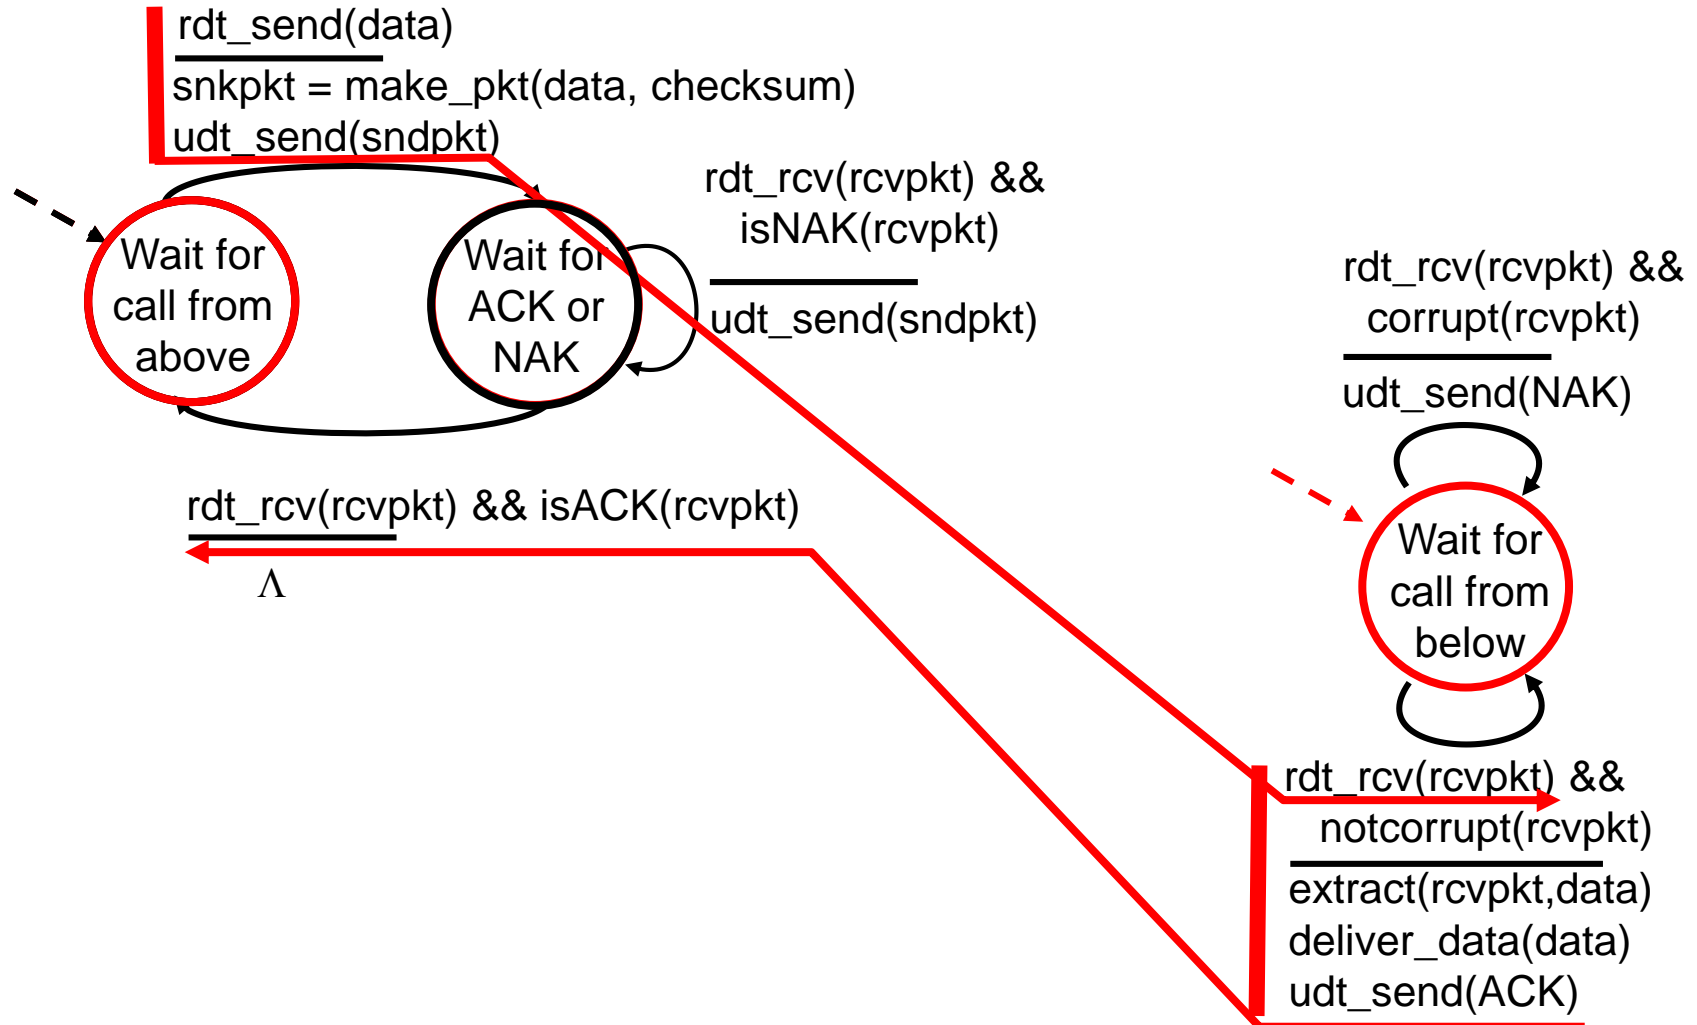 rdt_send(data)
snkpkt = make_pkt(data, checksum)
udt_send(sndpkt)
rdt_rcv(rcvpkt) &&
isNAK(rcvpkt)
udt_send(sndpkt)
Wait for
call from
above
Wait for
ACK or
NAK
rdt_rcv(rcvpkt) && isACK(rcvpkt)
Λ
rdt_rcv(rcvpkt) &&
corrupt(rcvpkt)
udt_send(NAK)
Wait for
call from
below
rdt_rcv(rcvpkt) &&
notcorrupt(rcvpkt)
extract(rcvpkt,data)
deliver_data(data)
udt_send(ACK)